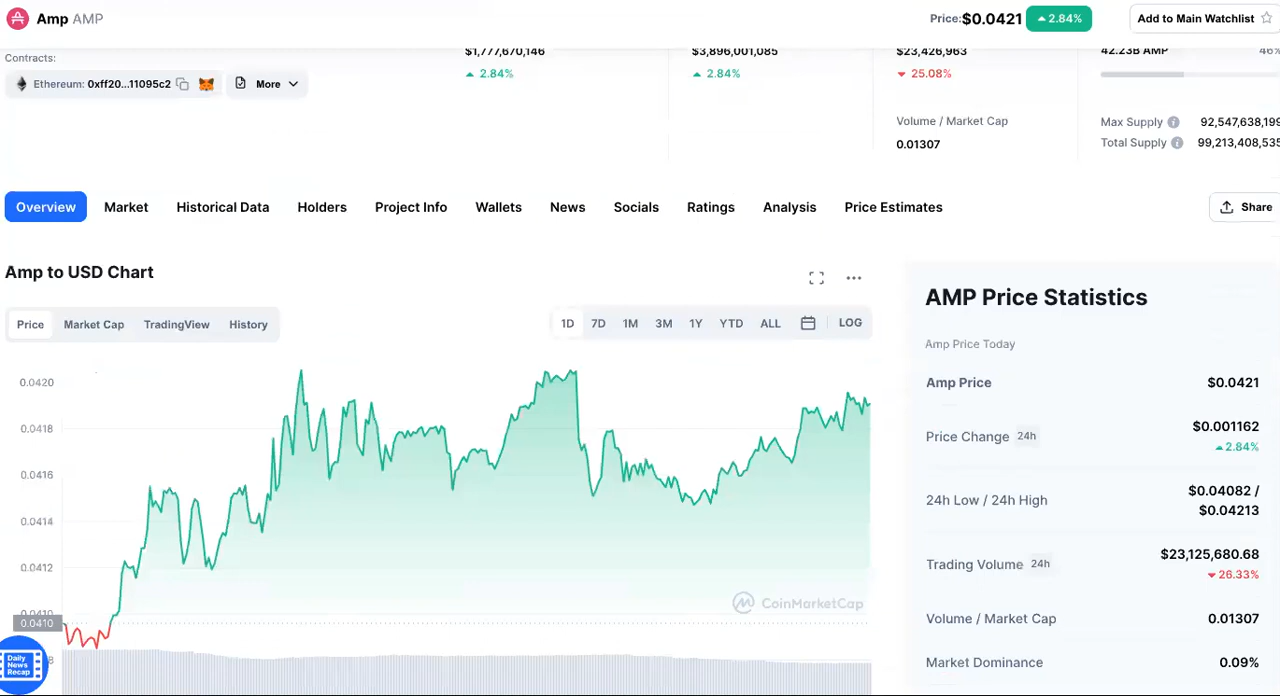 Amp AMP
Price:$0.0421 2.84%
Add to Main Watchlist
Contracts:
Ethereum: 0xff20...11095c2
More
$1,777,670,146
2.84%
$3,896,001,085
2.84%
$23,426,963
25.08%
Volume / Market Cap
0.01307
42.23B AMP 46%
Max Supply 92,547,638,199
Total Supply 99,213,408,535
Overview Market Historical Data Holders Project Info Wallets News Socials Ratings Analysis Price Estimates
Share
Amp to USD Chart
Price Market Cap TradingView History
1D 7D 1M 3M 1Y YTD ALL LOG
0.0420
0.0418
0.0416
0.0414
0.0412
0.0410
0.0410
8
CoinMarketCap
Daily
News
Recap
AMP Price Statistics
Amp Price Today
Amp Price $0.0421
Price Change 24h $0.001162
2.84%
24h Low / 24h High $0.04082 /
$0.04213
Trading Volume 24h $23,125,680.68
26.33%
Volume / Market Cap 0.01307
Market Dominance 0.09%